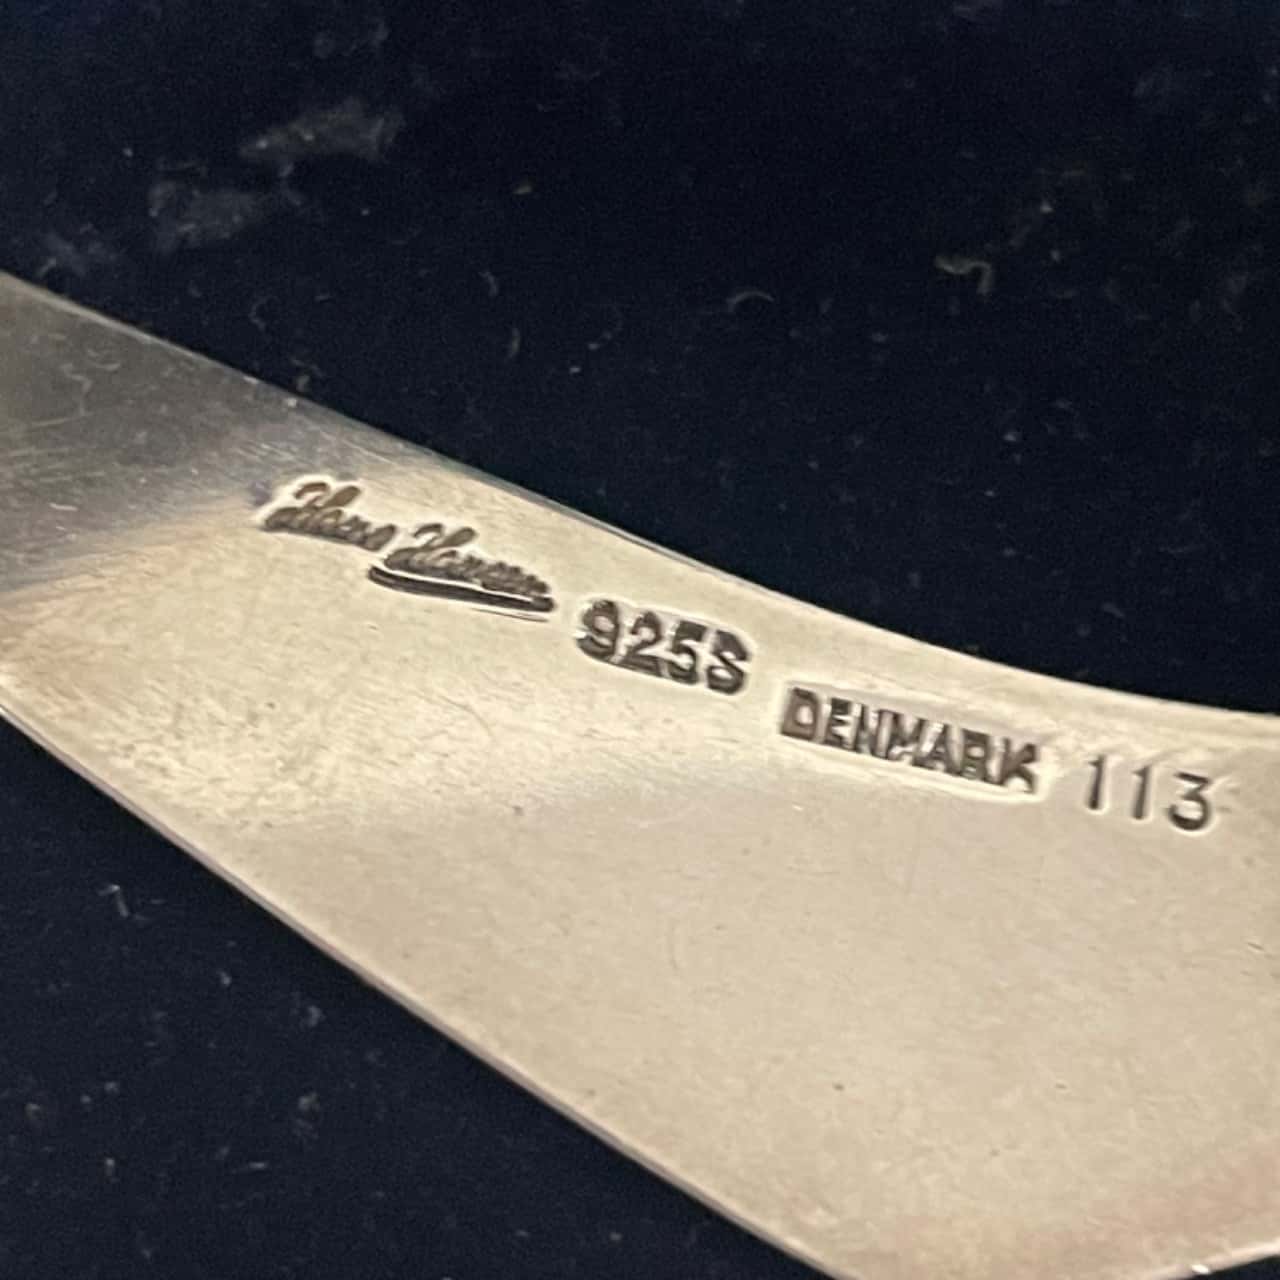 Hans Hansen 925S DENMARK 113